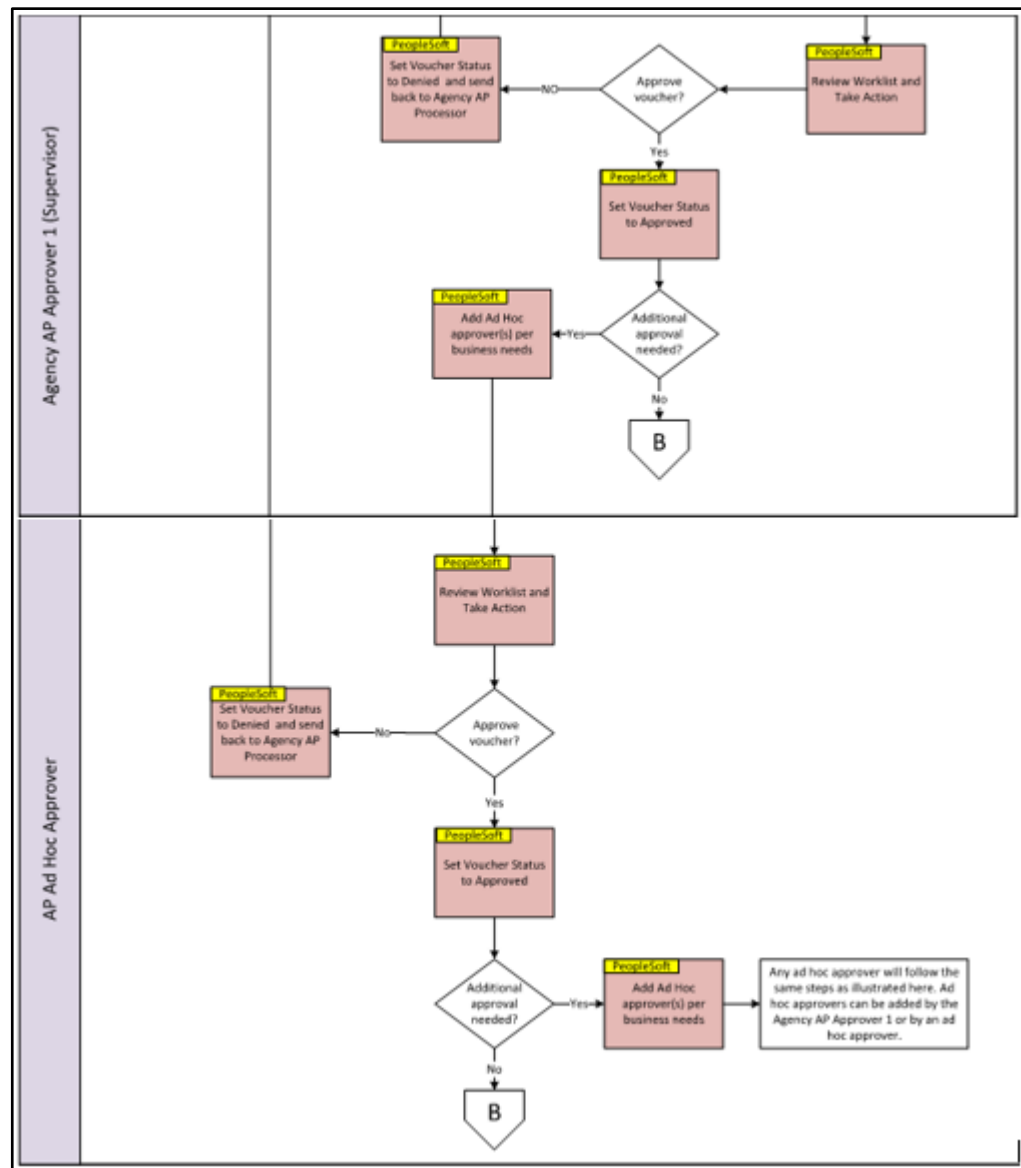 Agency AP Approver 1 (Supervisor)
PeopleSoft
Review Worklist and
Take Action
Approve
voucher?
NO
PeopleSoft
Set Voucher Status
to Denied and send
back to Agency AP
Processor
Yes
PeopleSoft
Set Voucher Status
to Approved
Additional
approval
needed?
Yes
PeopleSoft
Add Ad Hoc
approver(s) per
business needs
No
B
AP Ad Hoc Approver
PeopleSoft
Review Worklist and
Take Action
Approve
voucher?
No
PeopleSoft
Set Voucher Status
to Denied and send
back to Agency AP
Processor
Yes
PeopleSoft
Set Voucher Status
to Approved
Additional
approval
needed?
Yes
PeopleSoft
Add Ad Hoc
approver(s) per
business needs
Any ad hoc approver will follow the
same steps as illustrated here. Ad
hoc approvers can be added by the
Agency AP Approver 1 or by an ad
hoc approver.
No
B